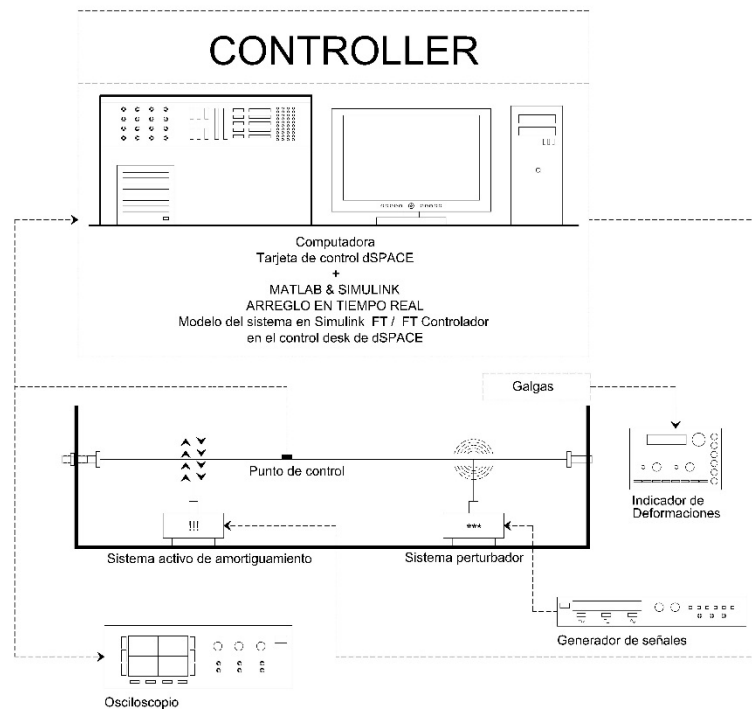 CONTROLLER
Computadora
Tarjeta de control dSPACE
+
MATLAB & SIMULINK
ARREGLO EN TIEMPO REAL
Modelo del sistema en Simulink FT / FT Controlador
en el control desk de dSPACE
Galgas
Punto de control
Indicador de
Deformaciones
!!!
***
Sistema activo de amortiguamiento
Sistema perturbador
Generador de señales
Osciloscopio